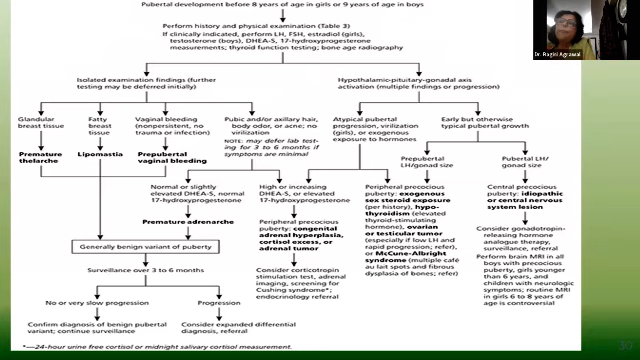 Pubertal development before 8 years of age in girls or 9 years of age in boys
Perform history and physical examination (Table 3)
If clinically indicated, perform LH, FSH, estradiol (girls),
testosterone (boys), DHEA-S, 17-hydroxyprogesterone
measurements; thyroid function testing; bone age radiography
Isolated examination findings (further
testing may be deferred initially)
Hypothalamic-pituitary-gonadal axis
activation (multiple findings or progression)
Glandular
breast tissue
Premature
thelarche
Fatty
breast
tissue
Lipomastia
Vaginal bleeding
(nonpersistent, no
trauma or infection)
Prepubertal
vaginal bleeding
Pubic and/or axillary hair,
body odor, or acne; no
virilization
NOTE: may defer lab test-
ing for 3 to 6 months if
symptoms are minimal
Atypical pubertal
progression, virilization
(girls), or exogenous
exposure to hormones
Early but otherwise
typical pubertal growth
Prepubertal
LH/gonad size
Pubertal LH/
gonad size
Normal or slightly
elevated DHEA-S, normal
17-hydroxyprogesterone
Premature adrenarche
High or increasing
DHEA-S, or elevated
17-hydroxyprogesterone
Peripheral precocious
puberty: congenital
adrenal hyperplasia,
cortisol excess, or
adrenal tumor
Consider corticotropin
stimulation test, adrenal
imaging, screening for
Cushing syndrome*;
endocrinology referral
Peripheral precocious
puberty: exogenous
sex steroid exposure
(per history), hypo-
thyroidism (elevated
thyroid-stimulating
hormone), ovarian
or testicular tumor
(especially if low LH and
rapid progression; refer),
or McCune-Albright
syndrome (multiple café
au lait spots and fibrous
dysplasia of bones; refer)
Central precocious
puberty: idiopathic
or central nervous
system lesion
Consider gonadotropin-
releasing hormone
analogue therapy,
surveillance, referral
Perform brain MRI in all
boys with precocious
puberty, girls younger
than 6 years, and
children with neurologic
symptoms; routine MRI
in girls 6 to 8 years of
age is controversial
Generally benign variant of puberty
Surveillance over 3 to 6 months
No or very slow progression
Progression
Confirm diagnosis of benign pubertal
variant; continue surveillance
Consider expanded differential
diagnosis, referral
*—24-hour urine free cortisol or midnight salivary cortisol measurement.
30
Dr. Ragini Agrawal